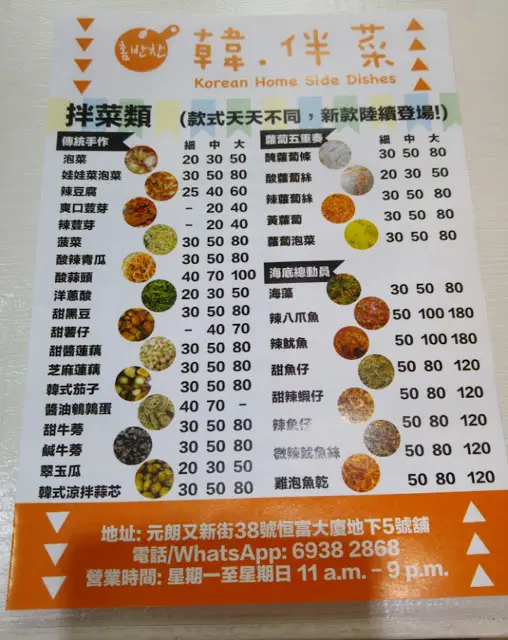 홈반찬
韓.伴菜
Korean Home Side Dishes
拌菜類 (款式天天不同，新款陸續登場!)
傳統手作 細 中 大
泡菜 20 30 50
娃娃菜泡菜 30 50 80
辣豆腐 25 40 60
爽口荳芽 - 20 40
辣荳芽 - 20 40
菠菜 30 50 80
酸辣青瓜 30 50 80
酸蒜頭 40 70 100
洋蔥酸 20 30 50
甜黑豆 30 50 80
甜薯仔 - 40 70
甜醬蓮藕 30 50 80
芝麻蓮藕 30 50 80
韓式茄子 30 50 80
醬油鵪鶉蛋 40 70 -
甜牛蒡 30 50 80
鹹牛蒡 30 50 80
翠玉瓜 20 30 50
韓式涼拌蒜芯 30 50 80
蘿蔔五重奏 細 中 大
醜蘿蔔條 30 50 80
酸蘿蔔絲 20 30 50
辣蘿蔔絲 30 50 80
黃蘿蔔 30 50 80
蘿蔔泡菜 30 50 80
海底總動員
海藻 30 50 80
辣八爪魚 50 100 180
辣魷魚 50 100 180
甜魚仔 50 80 120
甜辣蝦仔 50 80 120
辣魚仔 50 80 120
微辣魷魚絲 50 80 120
雞泡魚乾 50 80 120
地址: 元朗又新街38號恒富大廈地下5號舖
電話/WhatsApp: 6938 2868
營業時間: 星期一至星期日 11 a.m. – 9 p.m.